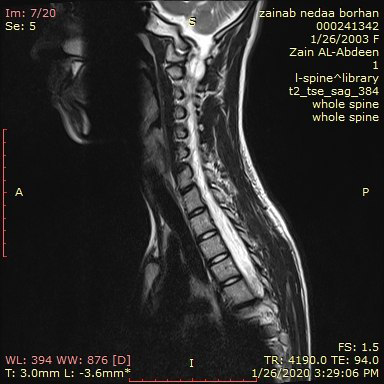 Im: 7/20
Se: 5
zainab nedaa borhan
000241342
1/26/2003 F
Zain AL-Abdeen
1
l-spine^library
t2_tse_sag_384
whole spine
whole spine
S
A
P
I
WL: 394 WW: 876 [D]
T: 3.0mm L: -3.6mm*
FS: 1.5
TR: 4190.0 TE: 94.0
1/26/2020 3:29:06 PM